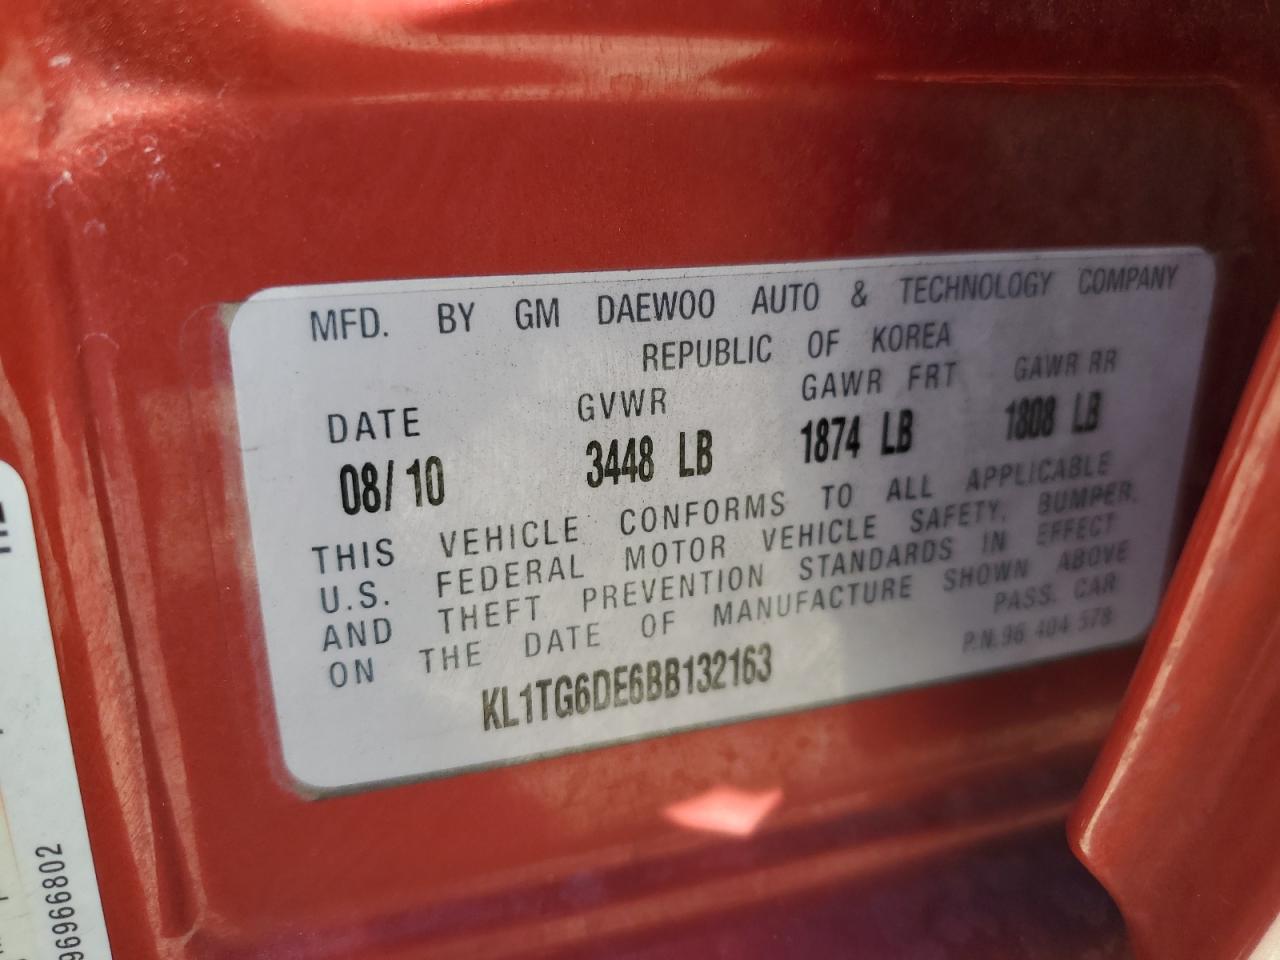 MFD. BY GM DAEWOO AUTO & TECHNOLOGY COMPANY
REPUBLIC OF KOREA
DATE GVWR GAWR FRT GAWR RR
08/10 3448 LB 1874 LB 1808 LB
THIS VEHICLE CONFORMS TO ALL APPLICABLE
U.S. FEDERAL MOTOR VEHICLE SAFETY, BUMPER,
AND THEFT PREVENTION STANDARDS IN EFFECT
ON THE DATE OF MANUFACTURE SHOWN ABOVE
PASS. CAR
KL1TG6DE6BB132163
P.N.96 404 578
96966802